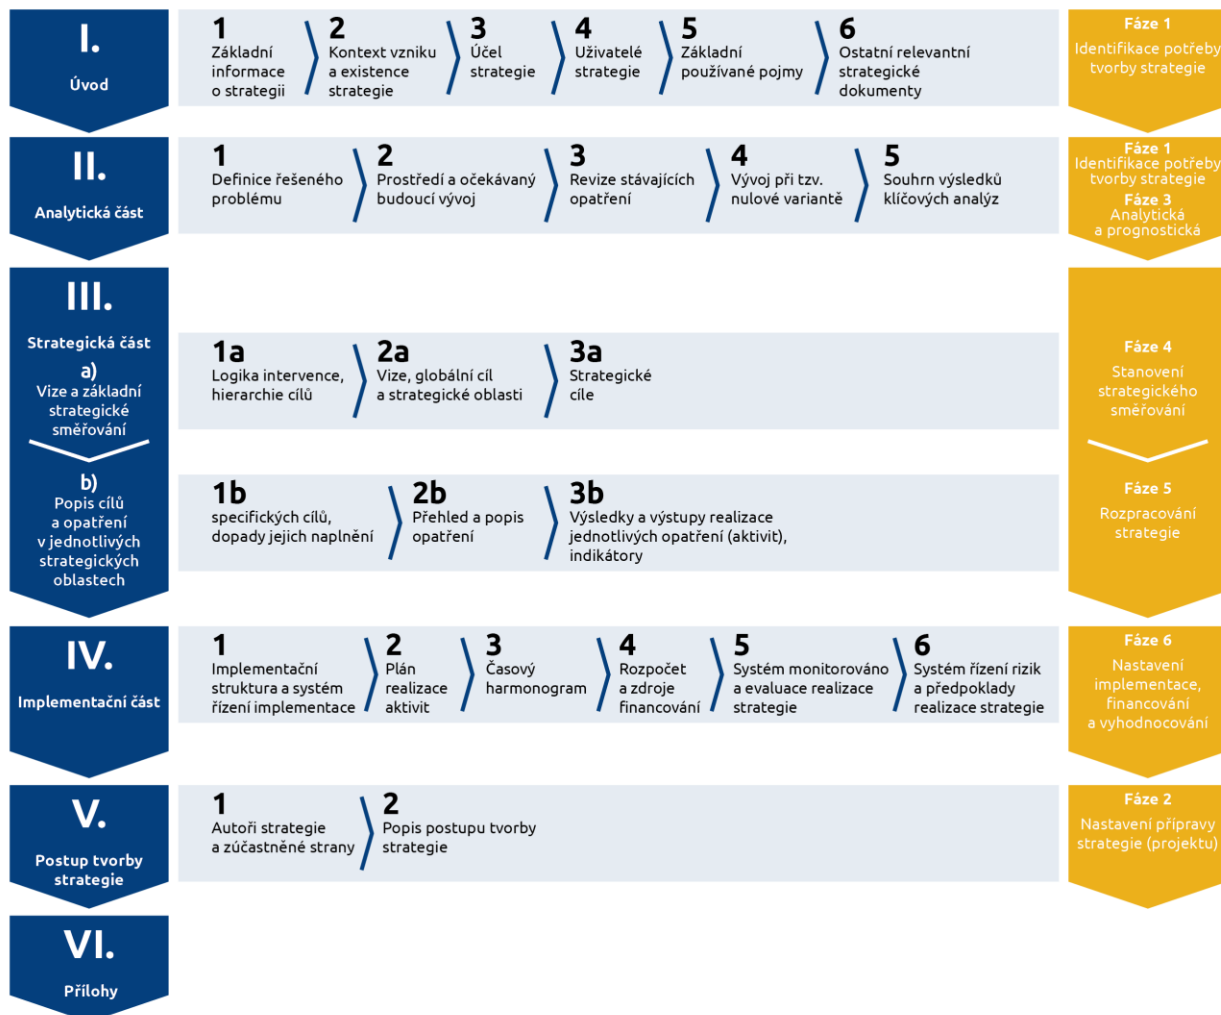 I.
Úvod
1
Základní
informace
o strategii
2
Kontext vzniku
a existence
strategie
3
Účel
strategie
4
Uživatelé
strategie
5
Základní
používané pojmy
6
Ostatní relevantní
strategické
dokumenty
Fáze 1
Identifikace potřeby
tvorby strategie
II.
Analytická část
1
Definice řešeného
problému
2
Prostředí a očekávaný
budoucí vývoj
3
Revize stávajících
opatření
4
Vývoj při tzv.
nulové variantě
5
Souhrn výsledků
klíčových analýz
Fáze 1
Identifikace potřeby
tvorby strategie
Fáze 3
Analytická
a prognostická
III.
Strategická část
a)
Vize a základní
strategické
směřování
1a
Logika intervence,
hierarchie cílů
2a
Vize, globální cíl
a strategické oblasti
3a
Strategické
cíle
Fáze 4
Stanovení
strategického
směřování
b)
Popis cílů
a opatření
v jednotlivých
strategických
oblastech
1b
specifických cílů,
dopady jejich naplnění
2b
Přehled a popis
opatření
3b
Výsledky a výstupy realizace
jednotlivých opatření (aktivit),
indikátory
Fáze 5
Rozpracování
strategie
IV.
Implementační část
1
Implementační
struktura a systém
řízení implementace
2
Plán
realizace
aktivit
3
Časový
harmonogram
4
Rozpočet
a zdroje
financování
5
Systém monitorováno
a evaluace realizace
strategie
6
Systém řízení rizik
a předpoklady
realizace strategie
Fáze 6
Nastavení
implementace,
financování
a vyhodnocování
V.
Postup tvorby
strategie
1
Autoři strategie
a zúčastněné strany
2
Popis postupu tvorby
strategie
Fáze 2
Nastavení přípravy
strategie (projektu)
VI.
Přílohy